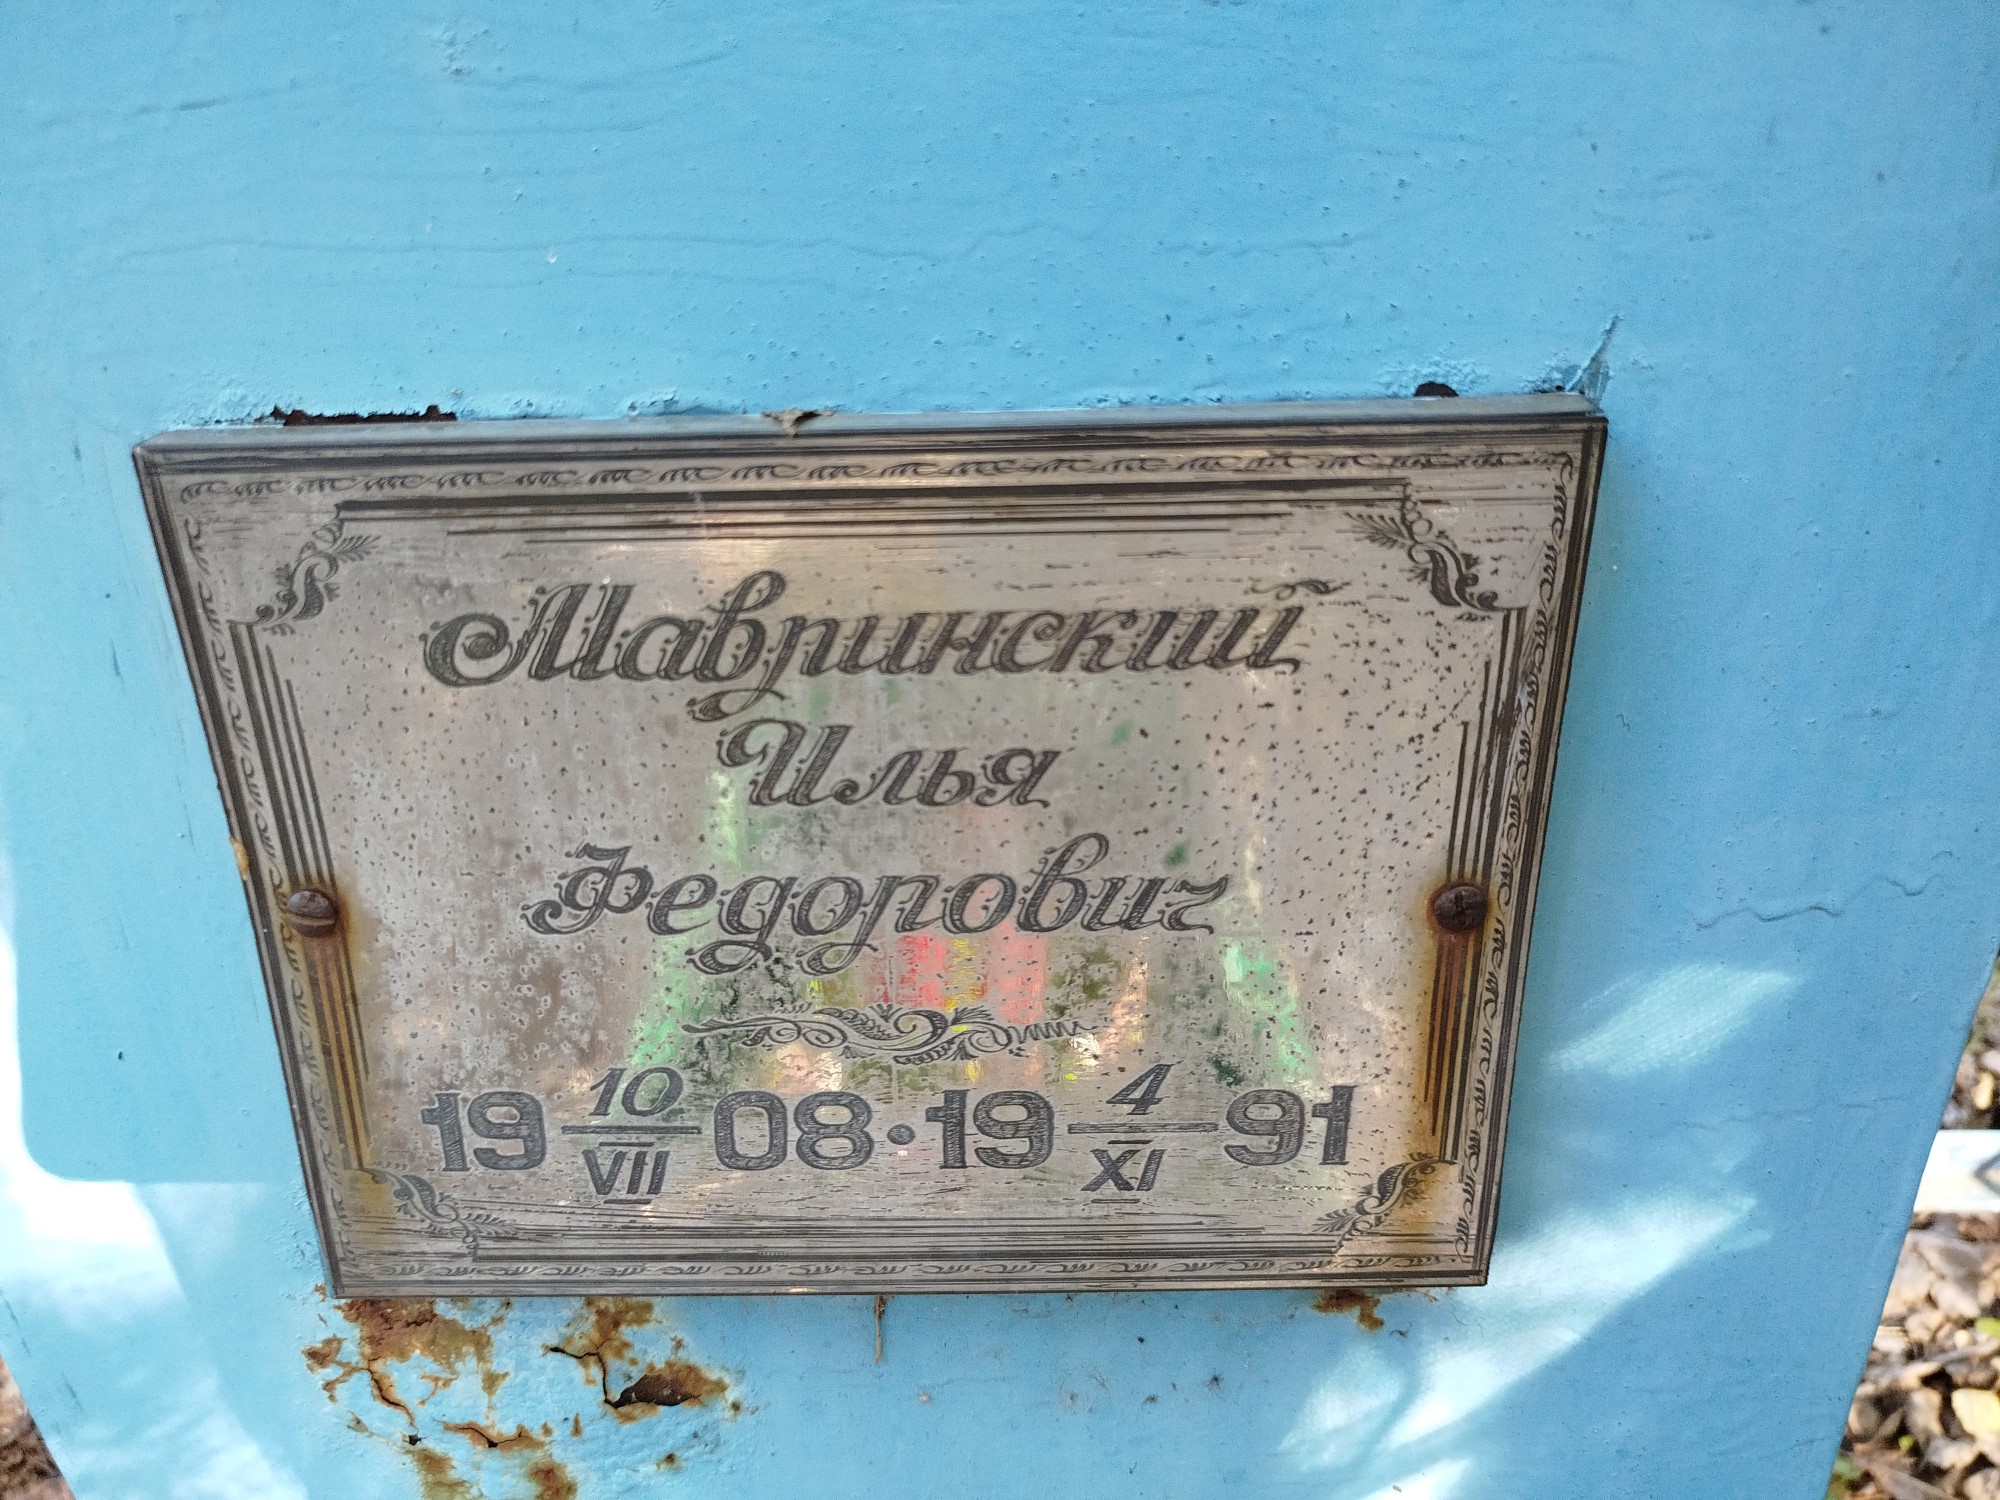 Мавринский
Илья
Федорович
19 10/VII 08 · 19 4/XI 91